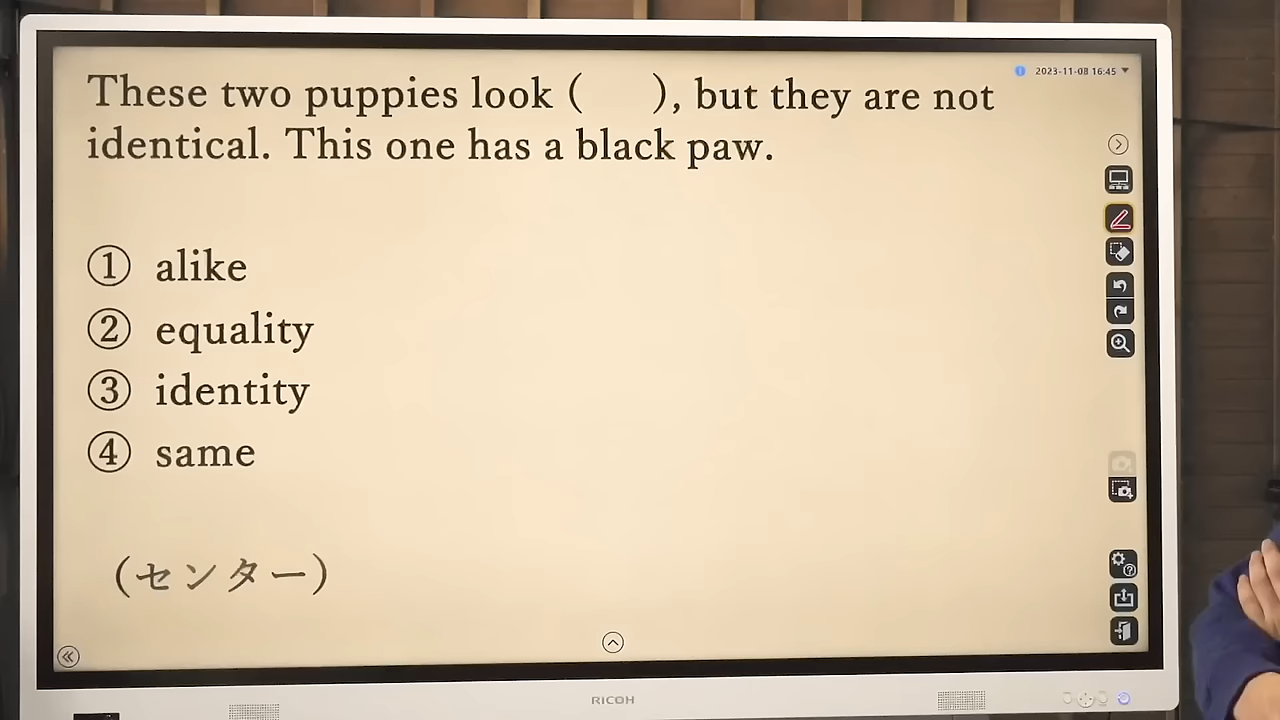 2023-11-08 16:45
These two puppies look (　　), but they are not
identical. This one has a black paw.
① alike
② equality
③ identity
④ same
(センター)
RICOH